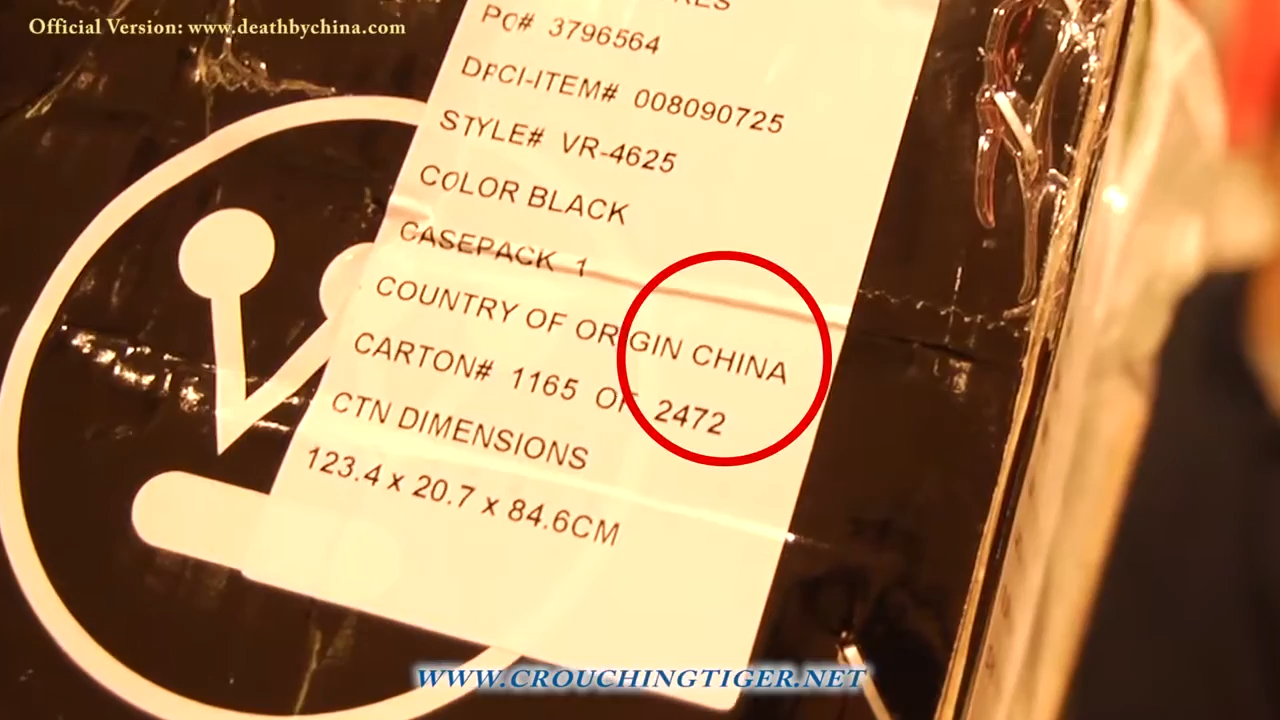 Official Version: www.deathbychina.com
PO# 3796564
DPCI-ITEM# 008090725
STYLE# VR-4625
COLOR BLACK
CASEPACK 1
COUNTRY OF ORIGIN CHINA
CARTON# 1165 OF 2472
CTN DIMENSIONS
123.4 x 20.7 x 84.6CM
WWW.CROUCHINGTIGER.NET